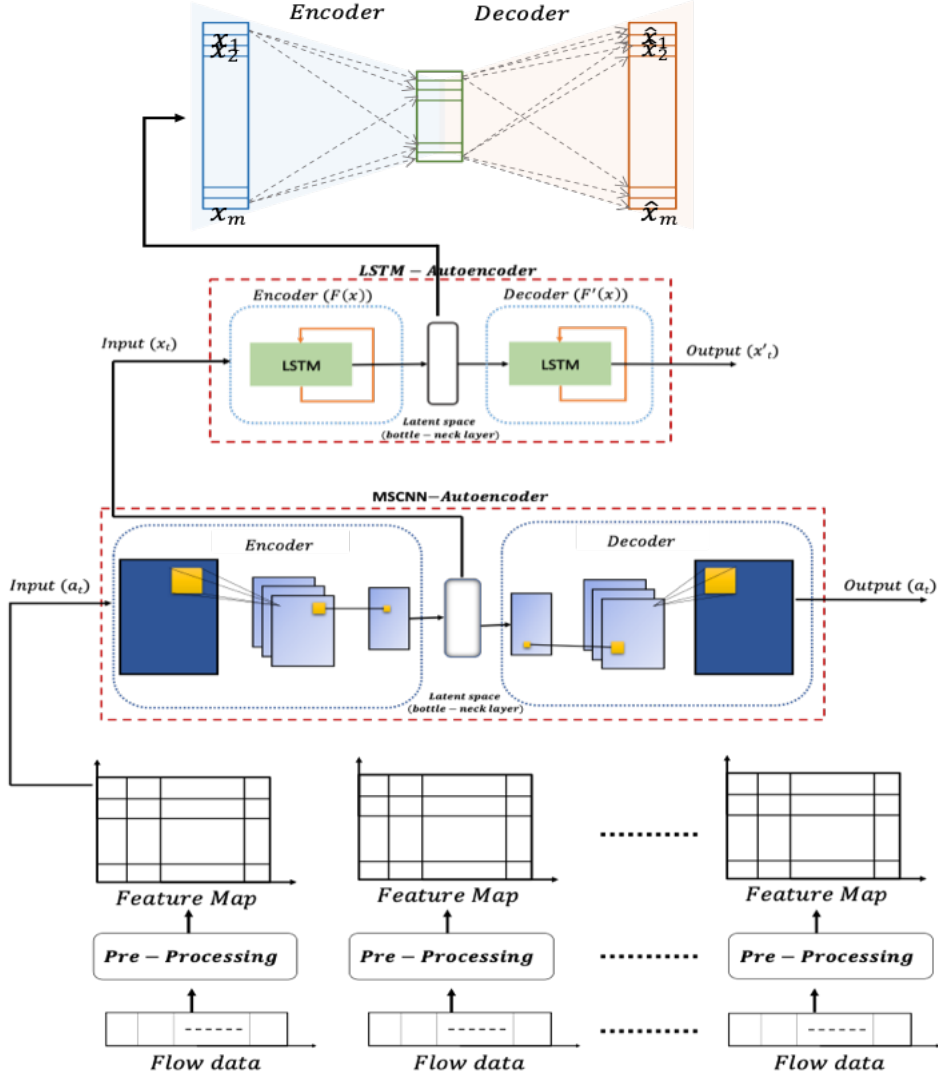 Encoder Decoder
x₁ x̂₁
x₂ x̂₂
xₘ x̂ₘ
LSTM – Autoencoder
Encoder (F(x)) Decoder (F'(x))
Input (xₜ) Output (x'ₜ)
LSTM LSTM
Latent space
(bottle – neck layer)
MSCNN–Autoencoder
Encoder Decoder
Input (aₜ) Output (aₜ)
Latent space
(bottle – neck layer)
Feature Map Feature Map Feature Map
Pre – Processing Pre – Processing Pre – Processing
Flow data Flow data Flow data